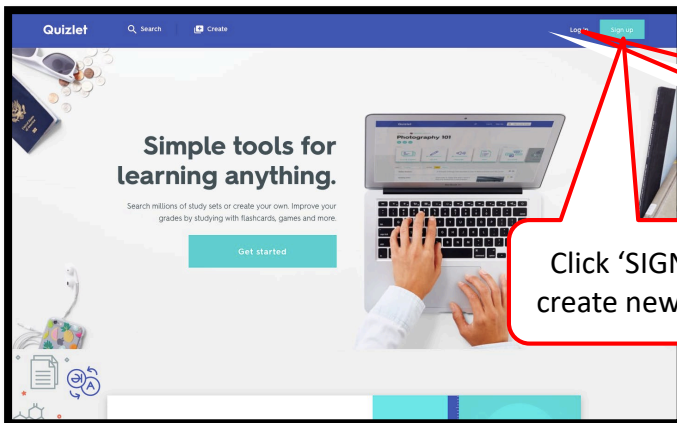 Quizlet
Search
Create
Log in
Sign up
Simple tools for
learning anything.
Search millions of study sets or create your own. Improve your
grades by studying with flashcards, games and more.
Get started
Photography 101
Click ‘SIGN
create new